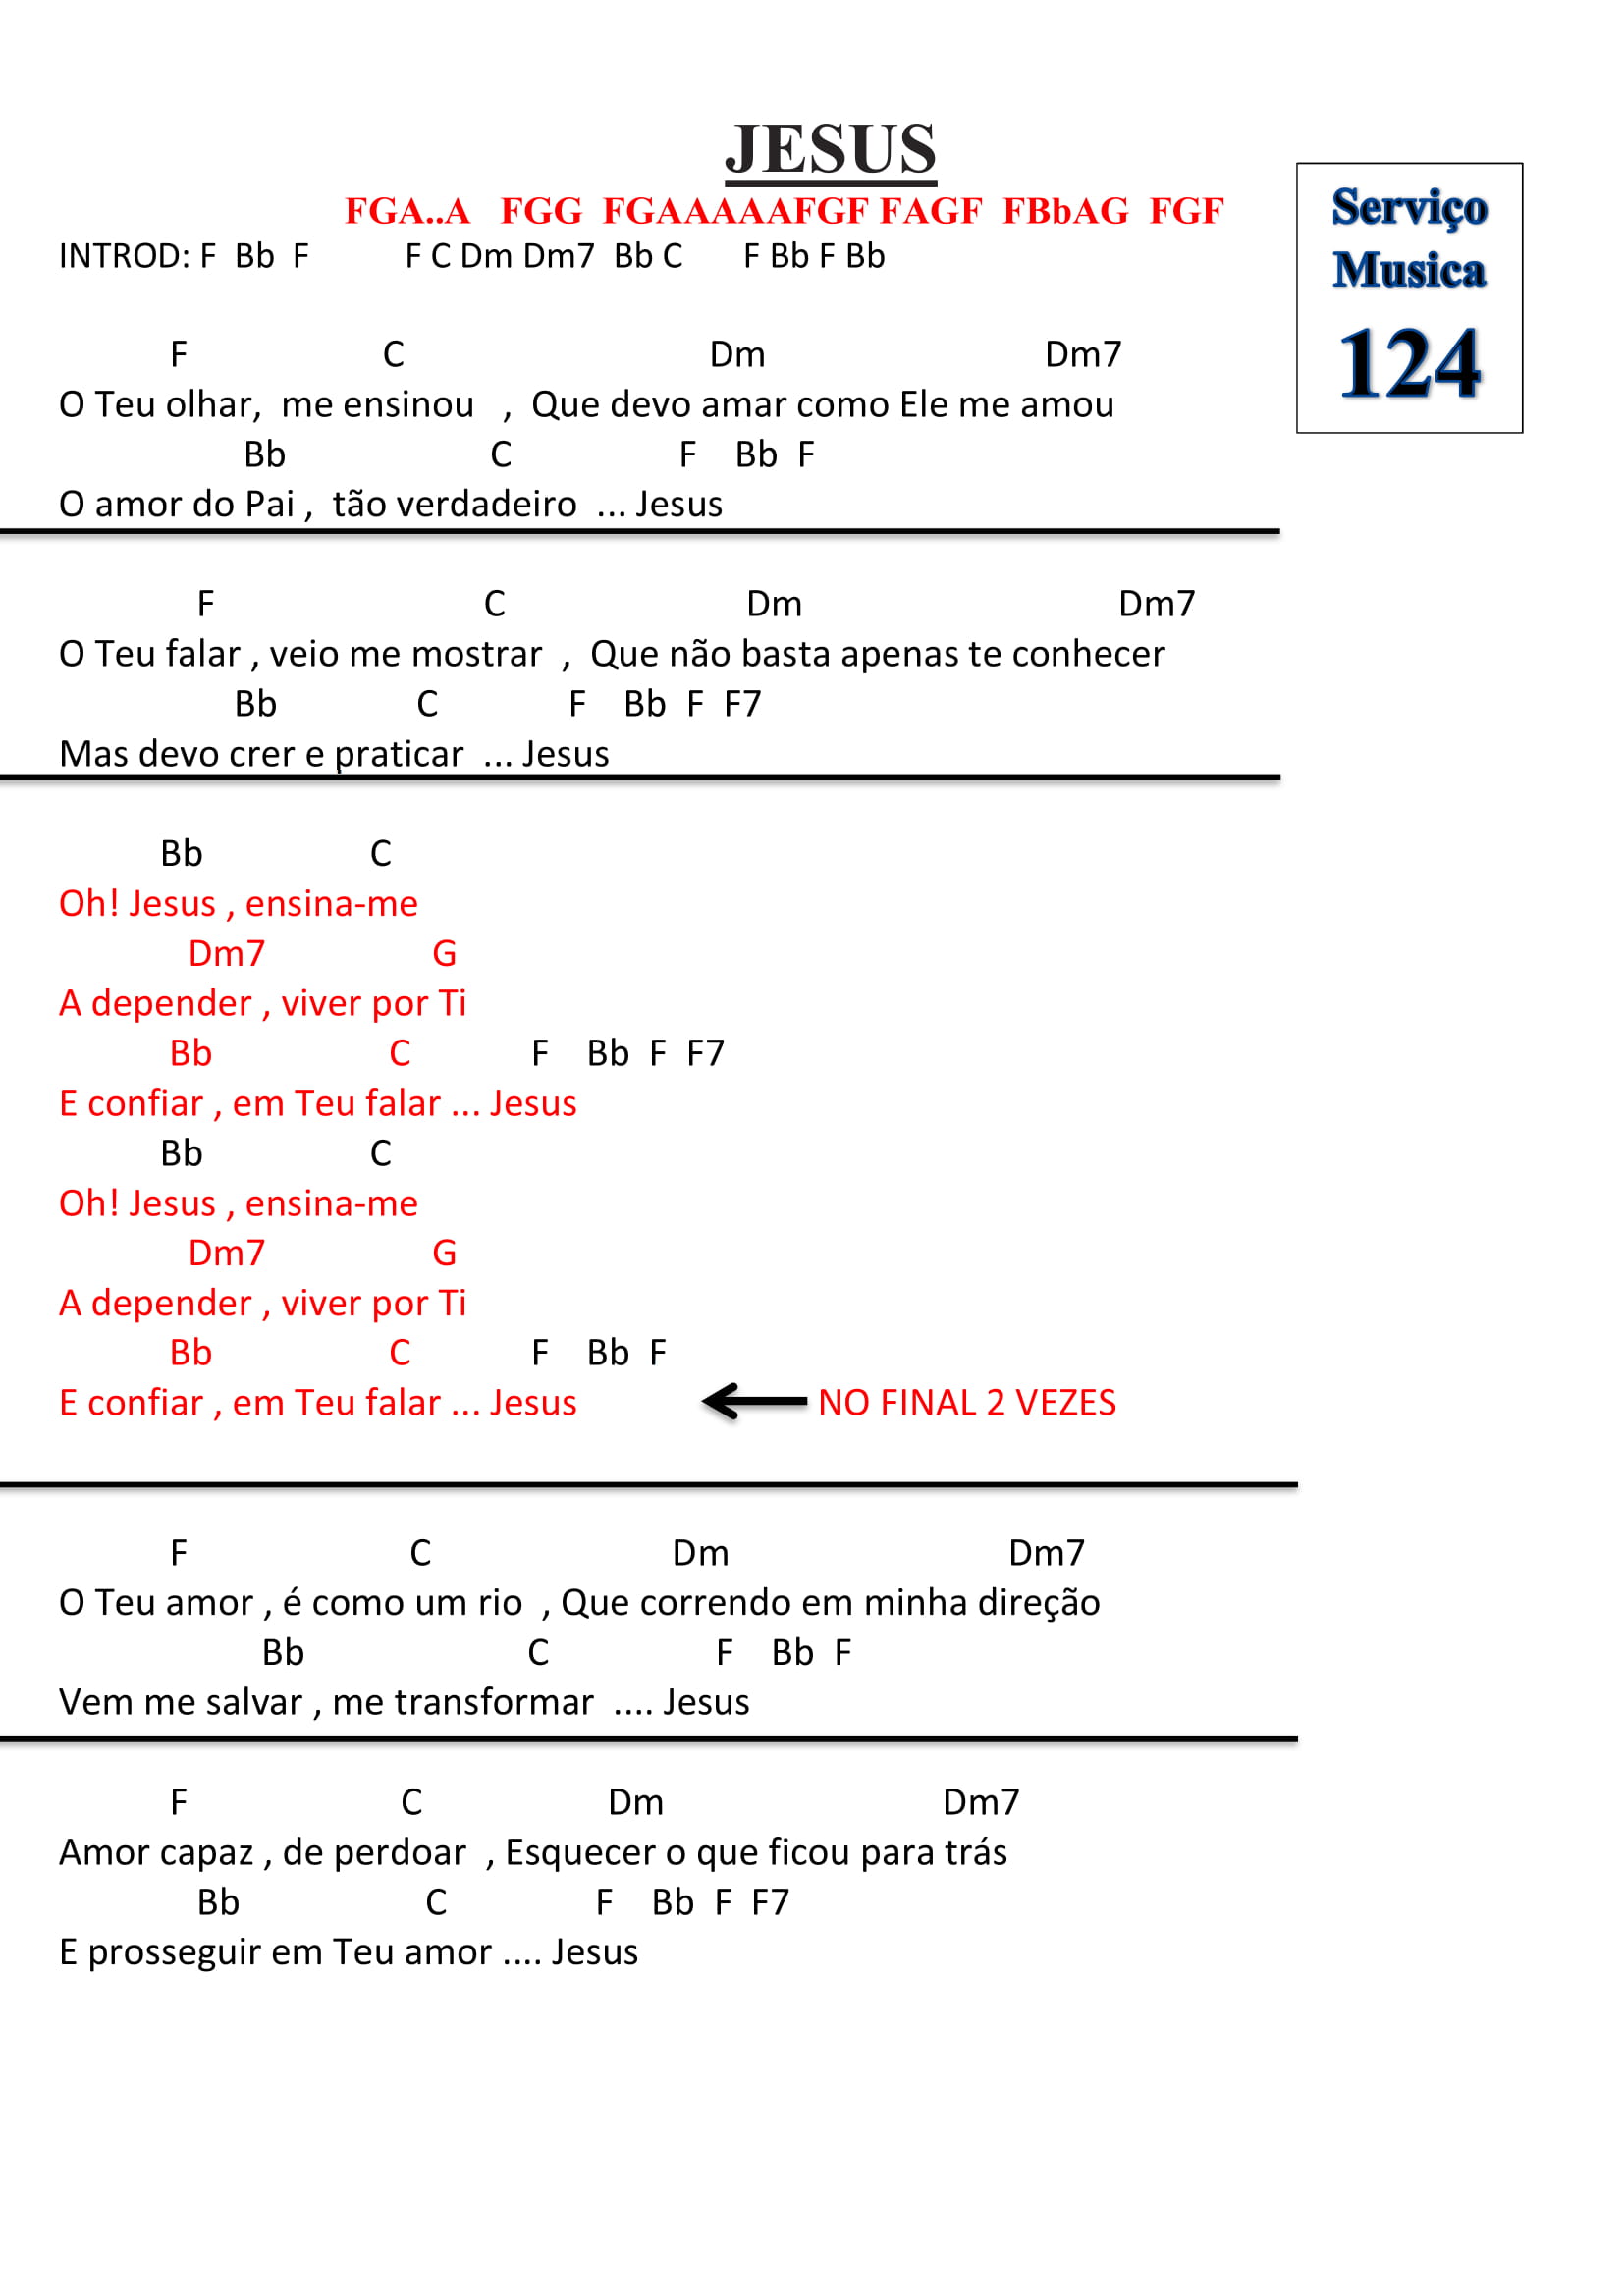 JESUS
FGA..A FGG FGAAAAAFGF FAGF FBbAG FGF
Serviço
Musica
124
INTROD: F Bb F F C Dm Dm7 Bb C F Bb F Bb
F C Dm Dm7
O Teu olhar, me ensinou , Que devo amar como Ele me amou
Bb C F Bb F
O amor do Pai , tão verdadeiro ... Jesus
F C Dm Dm7
O Teu falar , veio me mostrar , Que não basta apenas te conhecer
Bb C F Bb F F7
Mas devo crer e praticar ... Jesus
Bb C
Oh! Jesus , ensina-me
Dm7 G
A depender , viver por Ti
Bb C F Bb F F7
E confiar , em Teu falar ... Jesus
Bb C
Oh! Jesus , ensina-me
Dm7 G
A depender , viver por Ti
Bb C F Bb F
E confiar , em Teu falar ... Jesus NO FINAL 2 VEZES
F C Dm Dm7
O Teu amor , é como um rio , Que correndo em minha direção
Bb C F Bb F
Vem me salvar , me transformar .... Jesus
F C Dm Dm7
Amor capaz , de perdoar , Esquecer o que ficou para trás
Bb C F Bb F F7
E prosseguir em Teu amor .... Jesus